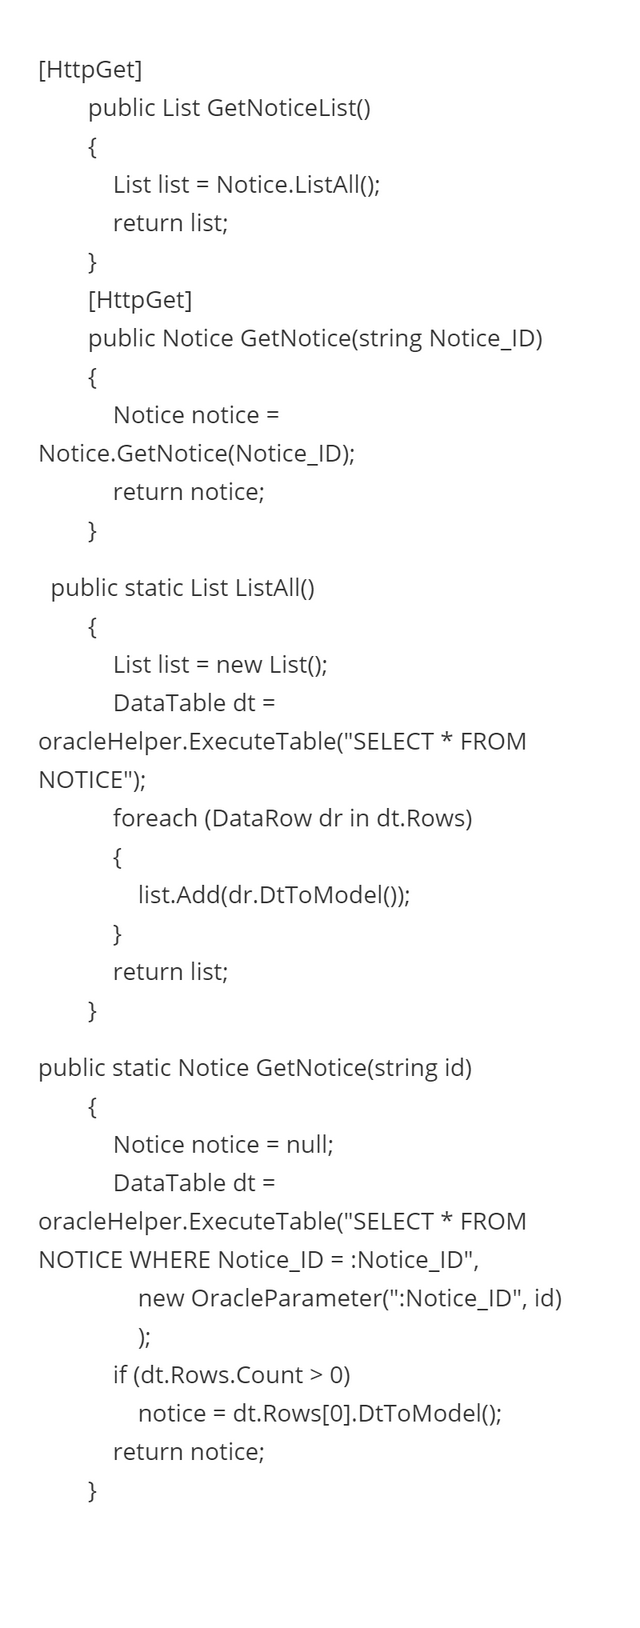 [HttpGet]
public List GetNoticeList()
{
List list = Notice.ListAll();
return list;
}
[HttpGet]
public Notice GetNotice(string Notice_ID)
{
Notice notice =
Notice.GetNotice(Notice_ID);
return notice;
}
public static List ListAll()
{
List list = new List();
DataTable dt =
oracleHelper.ExecuteTable("SELECT * FROM
NOTICE");
foreach (DataRow dr in dt.Rows)
{
list.Add(dr.DtToModel());
}
return list;
}
public static Notice GetNotice(string id)
{
Notice notice = null;
DataTable dt =
oracleHelper.ExecuteTable("SELECT * FROM
NOTICE WHERE Notice_ID = :Notice_ID",
new OracleParameter(":Notice_ID", id)
);
if (dt.Rows.Count > 0)
notice = dt.Rows[0].DtToModel();
return notice;
}